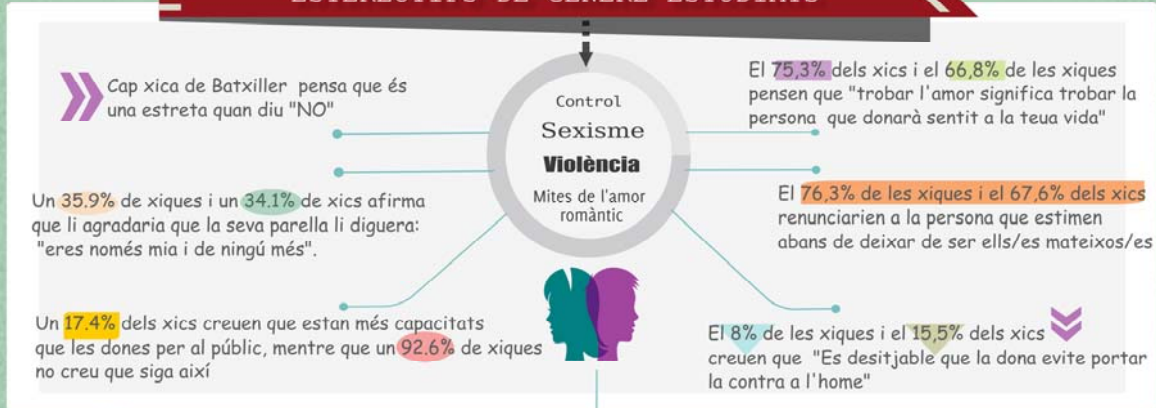 ESTEREOTIPS DE GÈNERE ESTUDIATS
Cap xica de Batxiller pensa que és
una estreta quan diu "NO"
Un 35.9% de xiques i un 34.1% de xics afirma
que li agradaria que la seva parella li diguera:
"eres només mia i de ningú més".
Un 17.4% dels xics creuen que estan més capacitats
que les dones per al públic, mentre que un 92.6% de xiques
no creu que siga així
Control
Sexisme
Violència
Mites de l'amor
romàntic
El 75,3% dels xics i el 66,8% de les xiques
pensen que "trobar l'amor significa trobar la
persona que donarà sentit a la teua vida"
El 76,3% de les xiques i el 67,6% dels xics
renunciarien a la persona que estimen
abans de deixar de ser ells/es mateixos/es
El 8% de les xiques i el 15,5% dels xics
creuen que "Es desitjable que la dona evite portar
la contra a l'home"